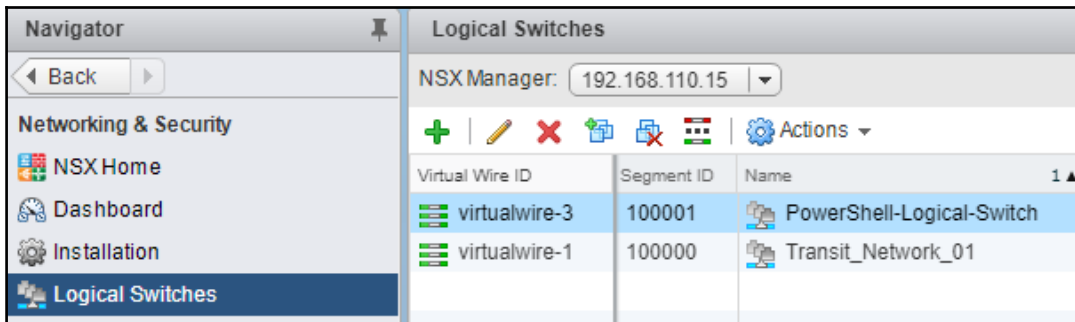 Navigator
Back
Networking & Security
NSX Home
Dashboard
Installation
Logical Switches
Logical Switches
NSX Manager: 192.168.110.15
Actions
Virtual Wire ID Segment ID Name 1
virtualwire-3 100001 PowerShell-Logical-Switch
virtualwire-1 100000 Transit_Network_01